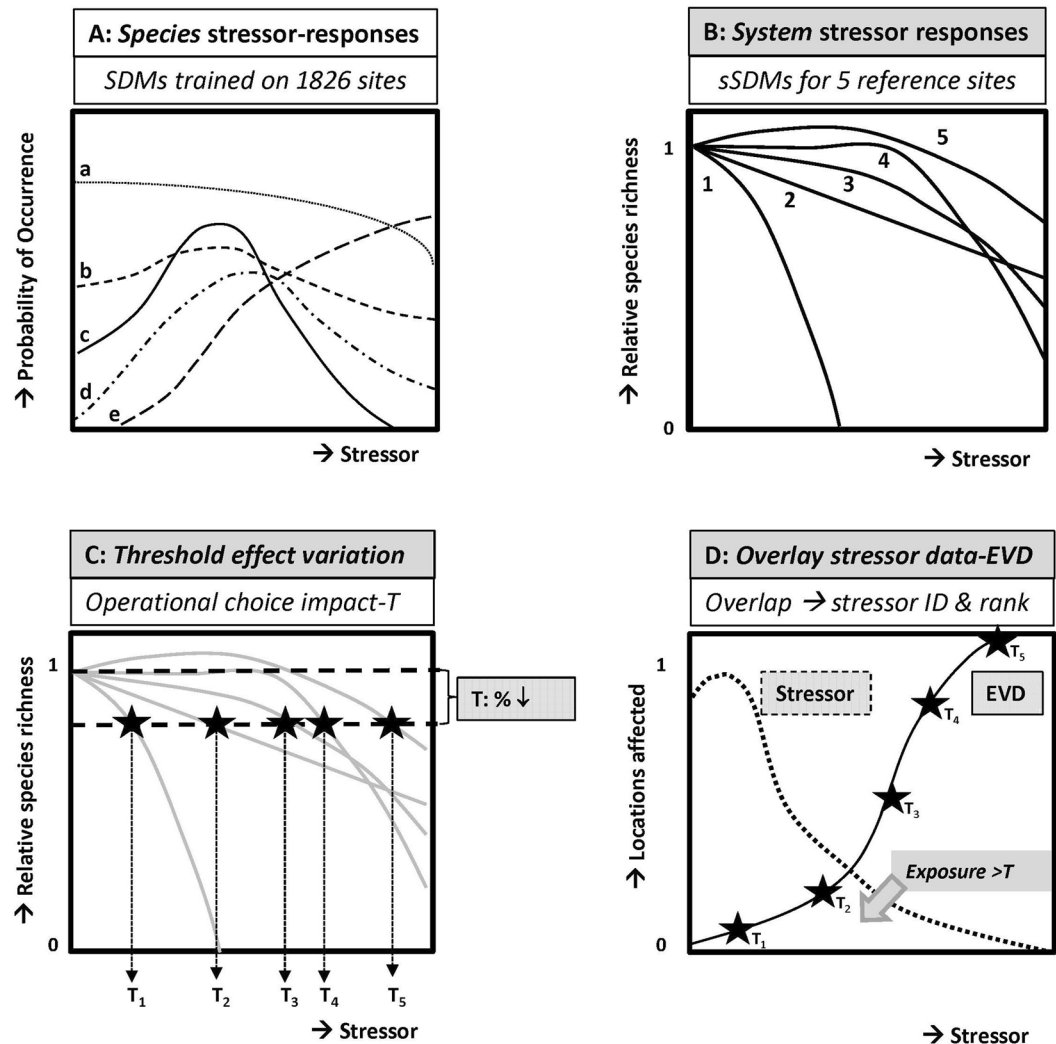 A: Species stressor-responses
SDMs trained on 1826 sites
→ Probability of Occurrence
a
b
c
d
e
→ Stressor
B: System stressor responses
sSDMs for 5 reference sites
→ Relative species richness
1
0
1
2
3
4
5
→ Stressor
C: Threshold effect variation
Operational choice impact-T
→ Relative species richness
1
0
T: % ↓
T1
T2
T3
T4
T5
→ Stressor
D: Overlay stressor data-EVD
Overlap → stressor ID & rank
→ Locations affected
1
0
Stressor
EVD
T5
T4
T3
Exposure >T
T2
T1
→ Stressor